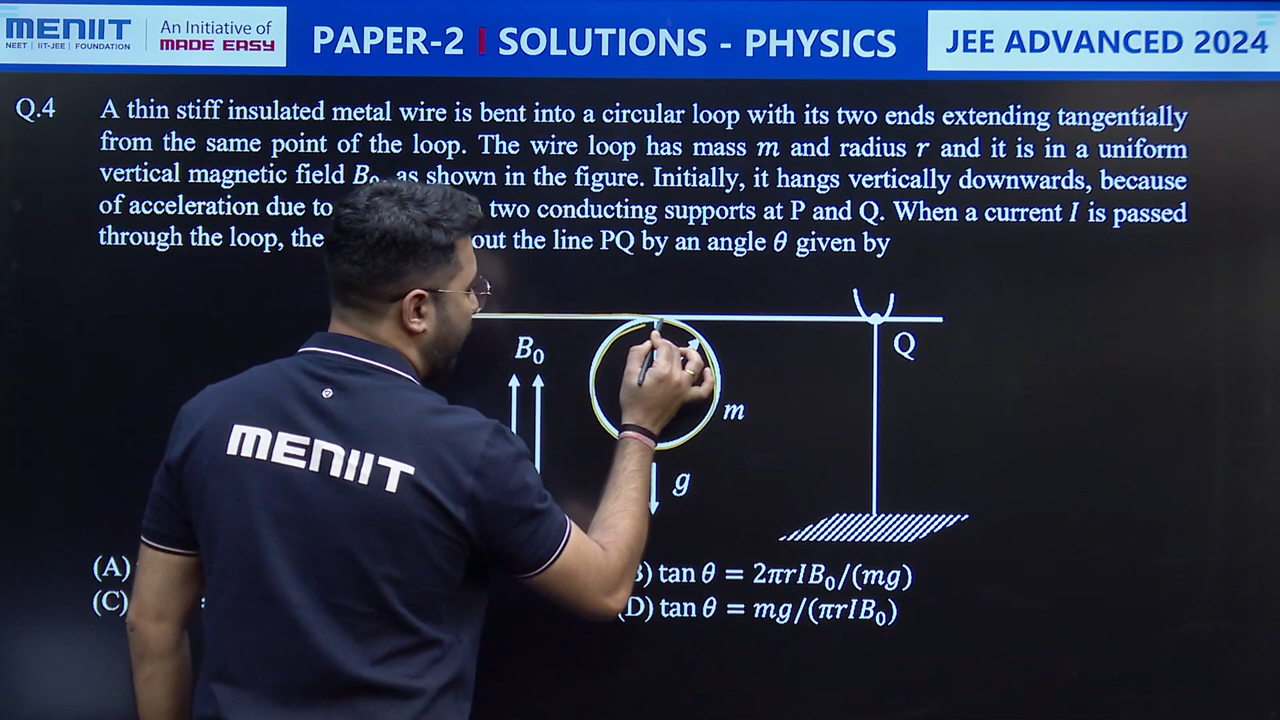 MENIIT
NEET | IIT-JEE | FOUNDATION
An Initiative of
MADE EASY
PAPER-2 | SOLUTIONS - PHYSICS
JEE ADVANCED 2024
Q.4 A thin stiff insulated metal wire is bent into a circular loop with its two ends extending tangentially
from the same point of the loop. The wire loop has mass m and radius r and it is in a uniform
vertical magnetic field B₀, as shown in the figure. Initially, it hangs vertically downwards, because
of acceleration due to two conducting supports at P and Q. When a current I is passed
through the loop, the out the line PQ by an angle θ given by
Q
B₀
m
g
MENIIT
(A) B) tan θ = 2πrIB₀/(mg)
(C) (D) tan θ = mg/(πrIB₀)